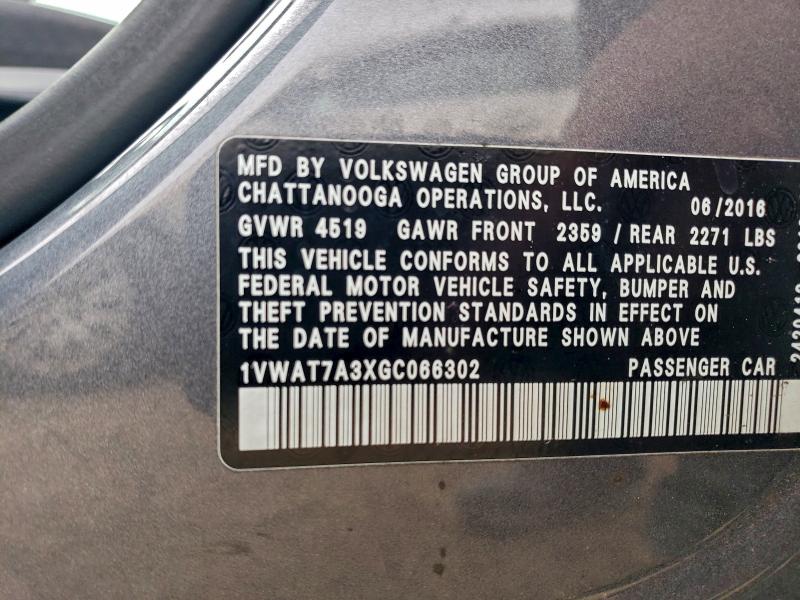 MFD BY VOLKSWAGEN GROUP OF AMERICA
CHATTANOOGA OPERATIONS, LLC. 06/2016
GVWR 4519 GAWR FRONT 2359 / REAR 2271 LBS
THIS VEHICLE CONFORMS TO ALL APPLICABLE U.S.
FEDERAL MOTOR VEHICLE SAFETY, BUMPER AND
THEFT PREVENTION STANDARDS IN EFFECT ON
THE DATE OF MANUFACTURE SHOWN ABOVE
1VWAT7A3XGC066302 PASSENGER CAR